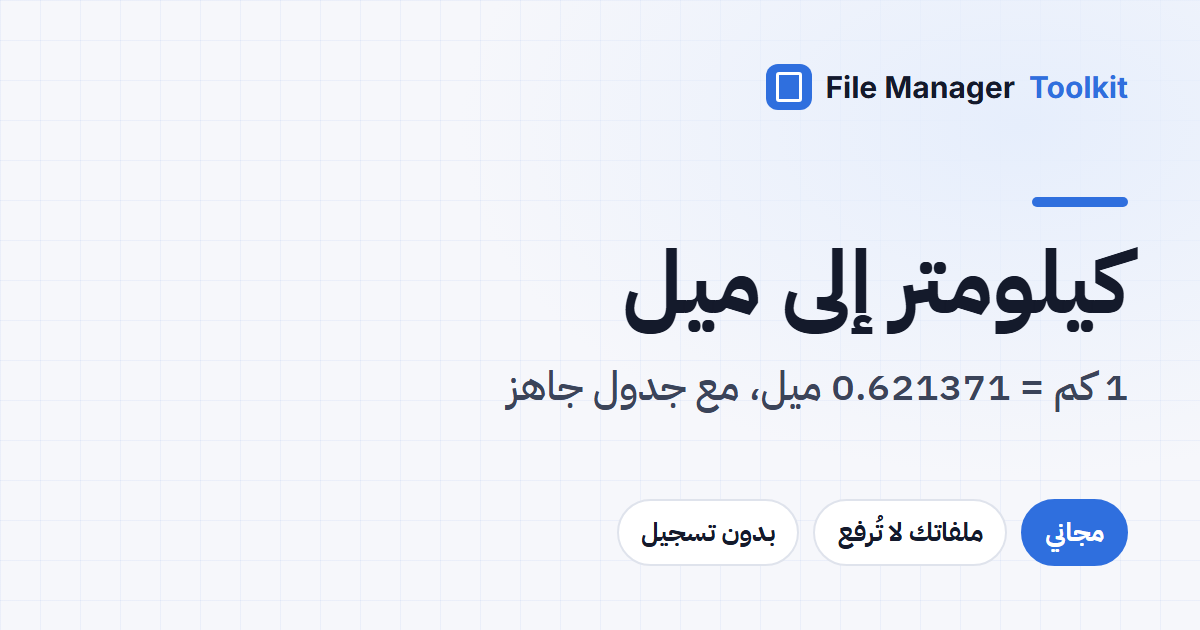 File Manager Toolkit
كيلومتر إلى ميل
1 كم = 0.621371 ميل، مع جدول جاهز
مجاني
ملفاتك لا تُرفع
بدون تسجيل